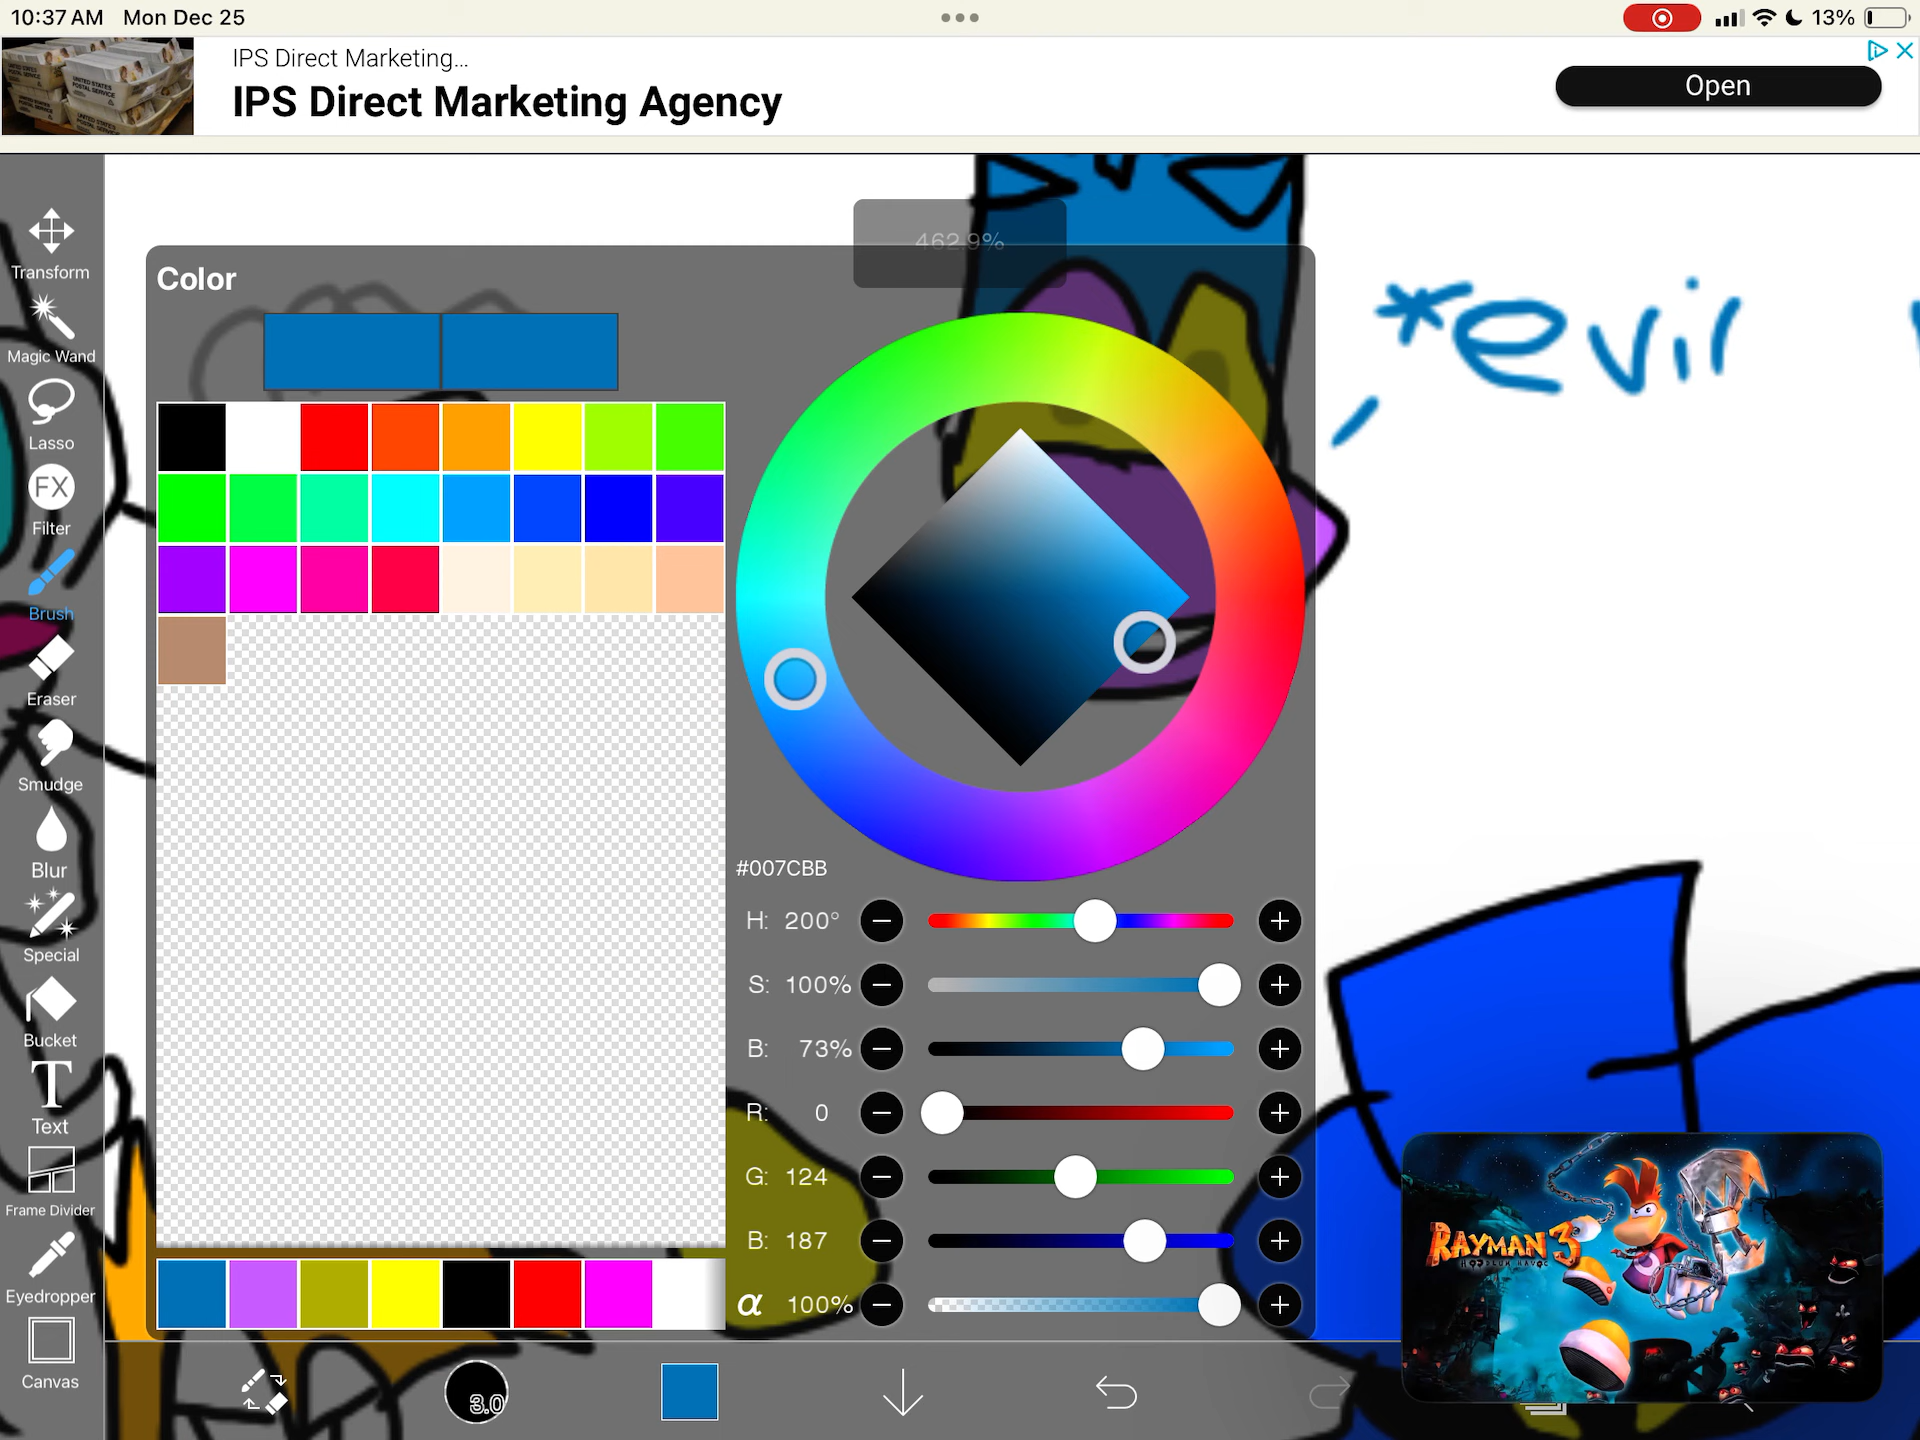 10:37 AM Mon Dec 25
13%
IPS Direct Marketing...
IPS Direct Marketing Agency
Open
462.9%
Color
*evil
Transform
Magic Wand
Lasso
FX
Filter
Brush
Eraser
Smudge
Blur
Special
Bucket
T
Text
Frame Divider
Eyedropper
Canvas
#007CBB
H: 200°
S: 100%
B: 73%
R: 0
G: 124
B: 187
α 100%
3.0
RAYMAN 3
HOODLUM HAVOC